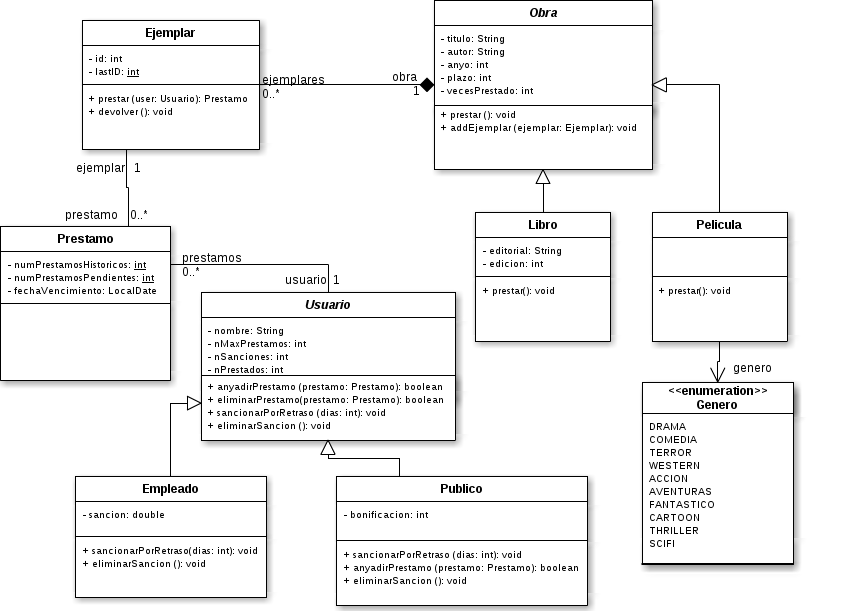 Ejemplar
- id: int
- lastID: int
+ prestar (user: Usuario): Prestamo
+ devolver (): void
ejemplares
0..*
obra
1
Obra
- titulo: String
- autor: String
- anyo: int
- plazo: int
- vecesPrestado: int
+ prestar (): void
+ addEjemplar (ejemplar: Ejemplar): void
ejemplar
1
prestamo
0..*
Prestamo
- numPrestamosHistoricos: int
- numPrestamosPendientes: int
- fechaVencimiento: LocalDate
prestamos
0..*
usuario
1
Libro
- editorial: String
- edicion: int
+ prestar(): void
Pelicula
+ prestar(): void
Usuario
- nombre: String
- nMaxPrestamos: int
- nSanciones: int
- nPrestados: int
+ anyadirPrestamo (prestamo: Prestamo): boolean
+ eliminarPrestamo(prestamo: Prestamo): boolean
+ sancionarPorRetraso (dias: int): void
+ eliminarSancion (): void
genero
<<enumeration>>
Genero
DRAMA
COMEDIA
TERROR
WESTERN
ACCION
AVENTURAS
FANTASTICO
CARTOON
THRILLER
SCIFI
Empleado
- sancion: double
+ sancionarPorRetraso(dias: int): void
+ eliminarSancion (): void
Publico
- bonificacion: int
+ sancionarPorRetraso (dias: int): void
+ anyadirPrestamo (prestamo: Prestamo): boolean
+ eliminarSancion (): void